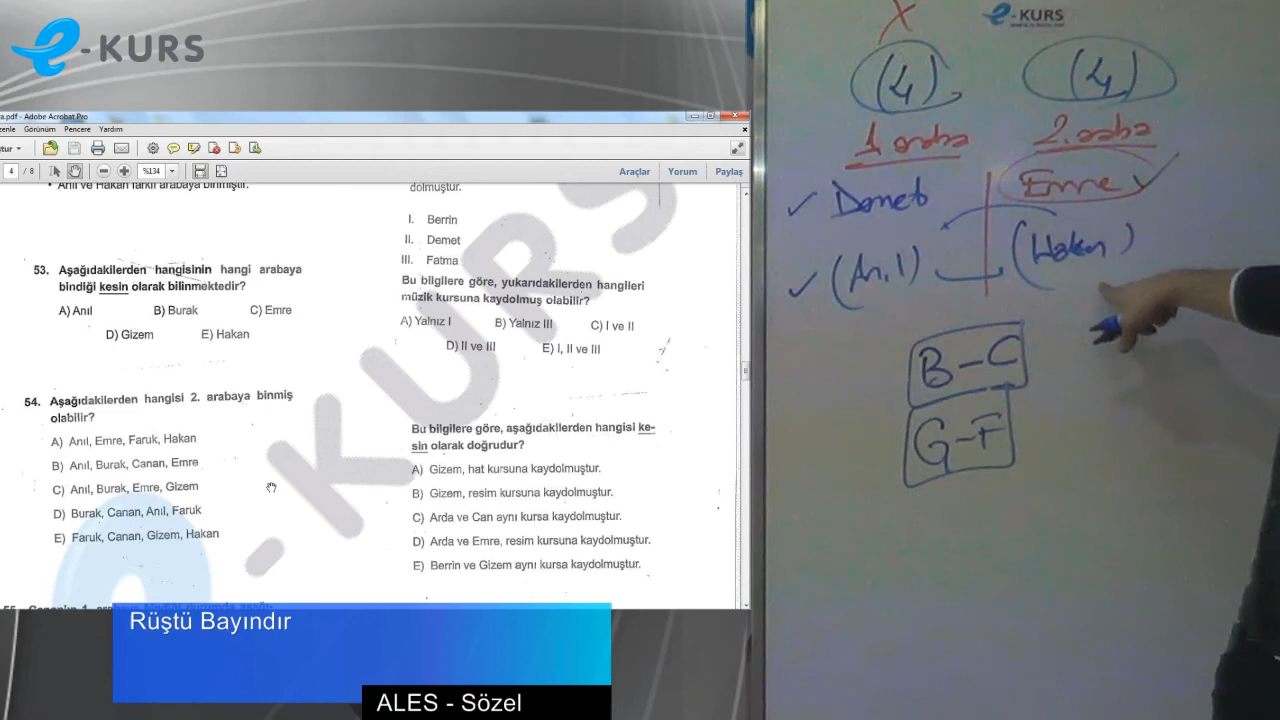 e-KURS
ta.pdf - Adobe Acrobat Pro
Görünüm Pencere Yardım
4 / 8 %134 Araçlar Yorum Paylaş
• Anıl ve Hakan farklı arabaya binmiştir.
53. Aşağıdakilerden hangisinin hangi arabaya
bindiği kesin olarak bilinmektedir?
A) Anıl B) Burak C) Emre
D) Gizem E) Hakan
54. Aşağıdakilerden hangisi 2. arabaya binmiş
olabilir?
A) Anıl, Emre, Faruk, Hakan
B) Anıl, Burak, Canan, Emre
C) Anıl, Burak, Emre, Gizem
D) Burak, Canan, Anıl, Faruk
E) Faruk, Canan, Gizem, Hakan
dolmuştur.
I. Berrin
II. Demet
III. Fatma
Bu bilgilere göre, yukarıdakilerden hangileri
müzik kursuna kaydolmuş olabilir?
A) Yalnız I B) Yalnız III C) I ve II
D) II ve III E) I, II ve III
Bu bilgilere göre, aşağıdakilerden hangisi ke-
sin olarak doğrudur?
A) Gizem, hat kursuna kaydolmuştur.
B) Gizem, resim kursuna kaydolmuştur.
C) Arda ve Can aynı kursa kaydolmuştur.
D) Arda ve Emre, resim kursuna kaydolmuştur.
E) Berrin ve Gizem aynı kursa kaydolmuştur.
e-KURS
Rüştü Bayındır
ALES - Sözel
e-KURS
X
(4) (4)
1. araba 2. araba
Demet Emre
(Anıl) (Hakan)
B-C
G-F